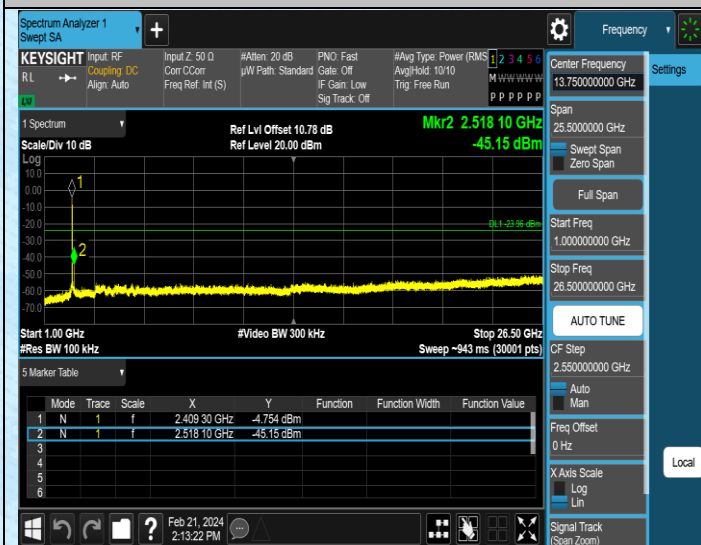 Spectrum Analyzer 1
Swept SA
+
Frequency
KEYSIGHT
R L
LXI
Input: RF
Coupling: DC
Align: Auto
Input Z: 50 Ω
Corr CCorr
Freq Ref: Int (S)
#Atten: 20 dB
µW Path: Standard
PNO: Fast
Gate: Off
IF Gain: Low
Sig Track: Off
#Avg Type: Power (RMS
Avg|Hold: 10/10
Trig: Free Run
1 2 3 4 5 6
M W W W W W
P P P P P P
1 Spectrum
Scale/Div 10 dB
Log
Ref Lvl Offset 10.78 dB
Ref Level 20.00 dBm
Mkr2 2.518 10 GHz
-45.15 dBm
10.0
0.00
-10.0
-20.0
-30.0
-40.0
-50.0
-60.0
-70.0
1
2
DL1 -23.96 dBm
Start 1.00 GHz
#Res BW 100 kHz
#Video BW 300 kHz
Stop 26.50 GHz
Sweep ~943 ms (30001 pts)
5 Marker Table
Mode Trace Scale X Y Function Function Width Function Value
1 N 1 f 2.409 30 GHz -4.754 dBm
2 N 1 f 2.518 10 GHz -45.15 dBm
3
4
5
6
?
Feb 21, 2024
2:13:22 PM
Center Frequency
13.750000000 GHz
Settings
Span
25.5000000 GHz
Swept Span
Zero Span
Full Span
Start Freq
1.000000000 GHz
Stop Freq
26.500000000 GHz
AUTO TUNE
CF Step
2.550000000 GHz
Auto
Man
Freq Offset
0 Hz
X Axis Scale
Log
Lin
Signal Track
(Span Zoom)
Local